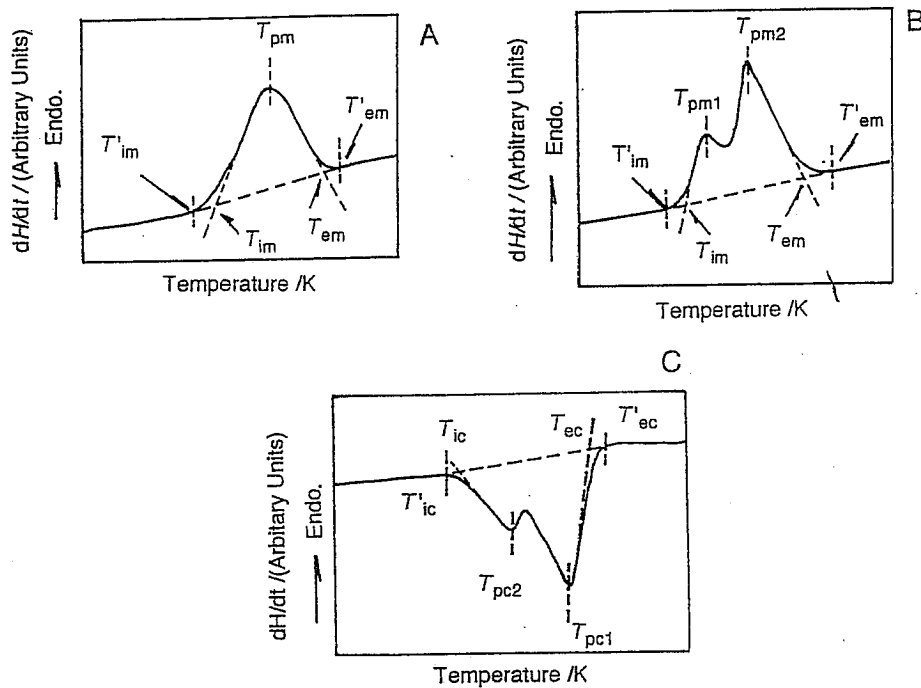 A
dH/dt / (Arbitrary Units)
Endo.
T'im
Tim
Tpm
Tem
T'em
Temperature /K
B
dH/dt / (Arbitrary Units)
Endo.
T'im
Tim
Tpm1
Tpm2
Tem
T'em
Temperature /K
C
dH/dt /(Arbitary Units)
Endo.
Tic
T'ic
Tpc2
Tpc1
Tec
T'ec
Temperature /K